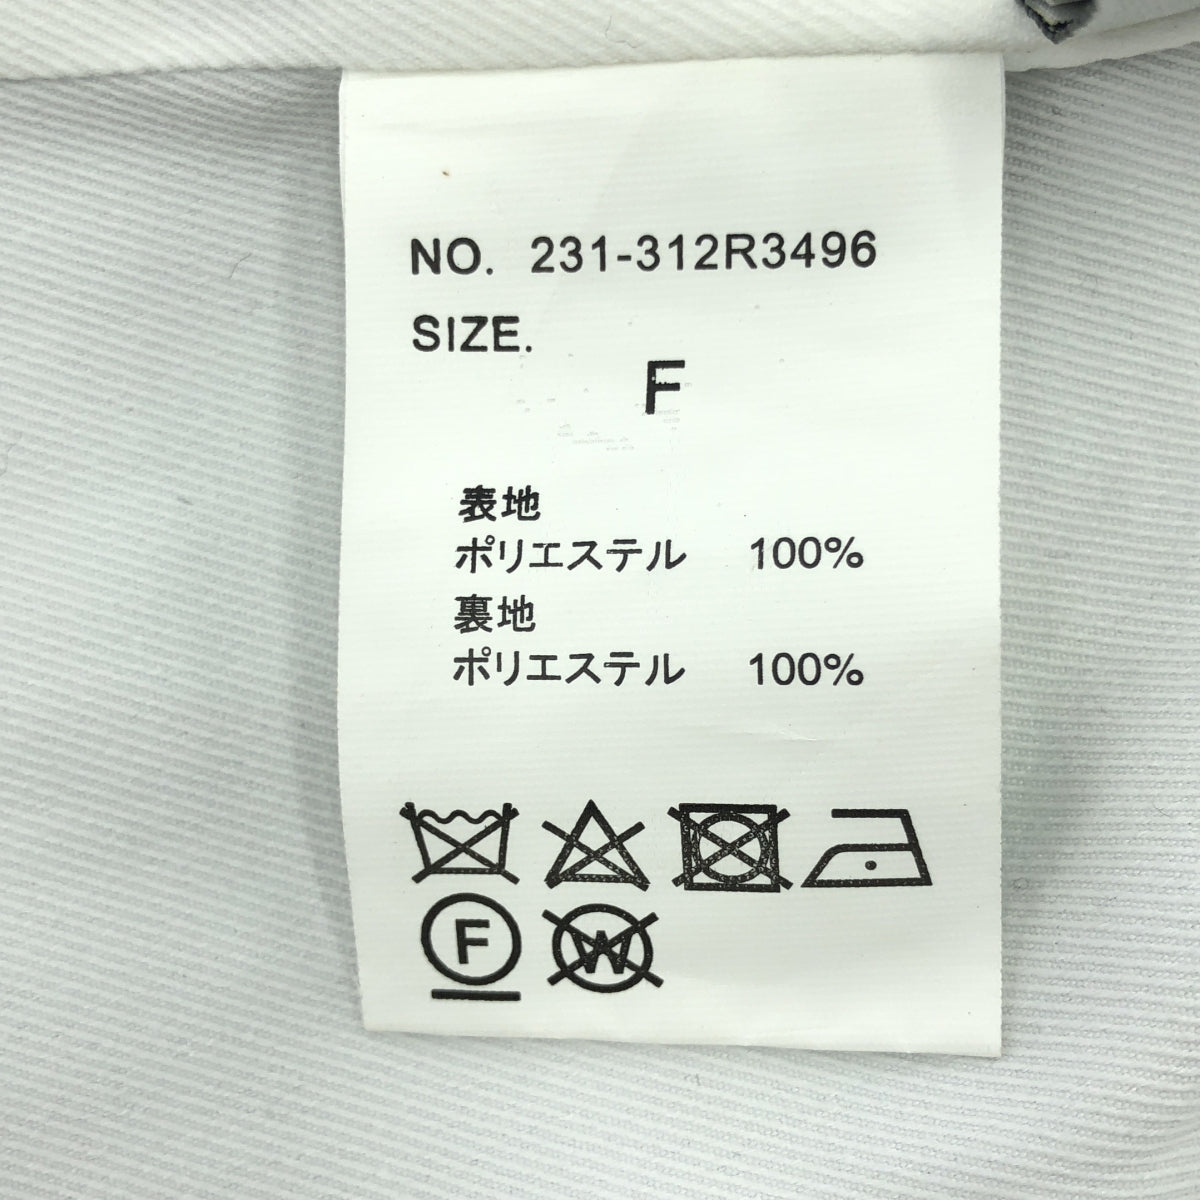 NO. 231-312R3496
SIZE.
F
表地
ポリエステル 100%
裏地
ポリエステル 100%
F W